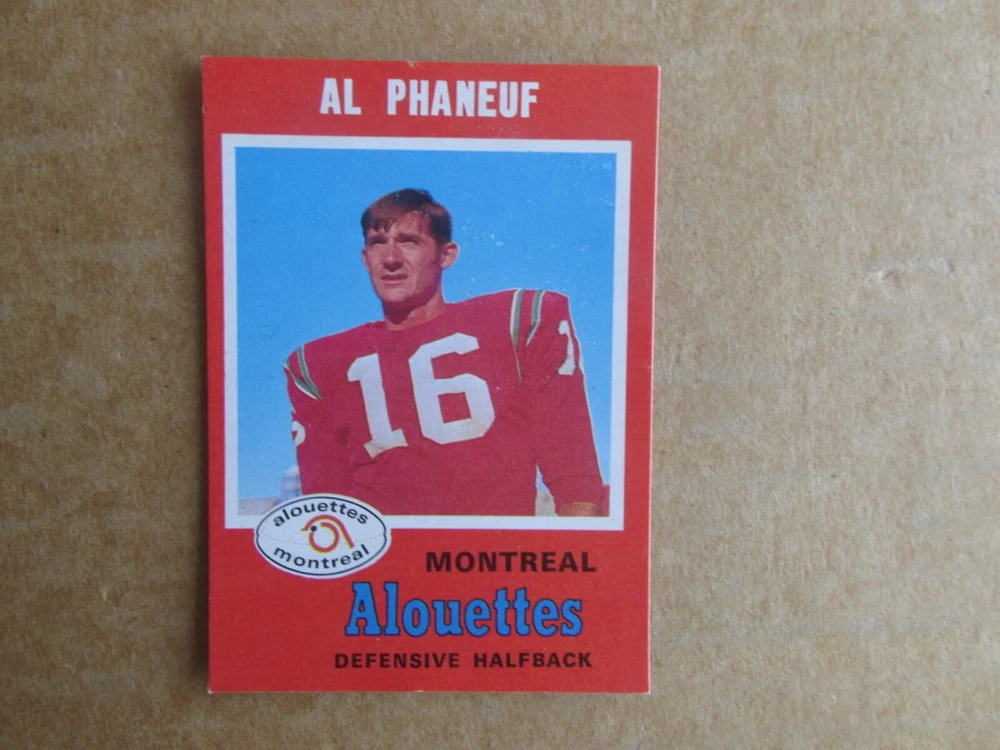 AL PHANEUF
16
alouettes
montreal
MONTREAL
Alouettes
DEFENSIVE HALFBACK